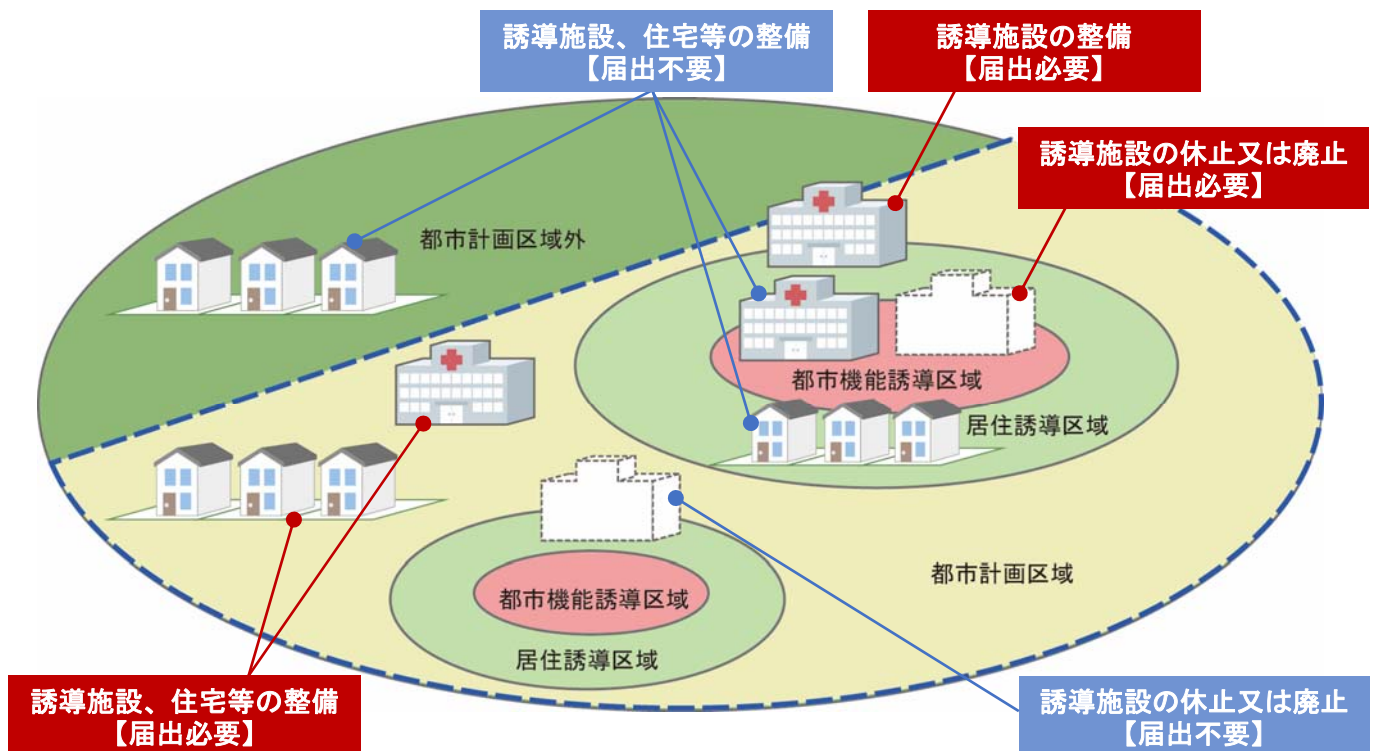 誘導施設、住宅等の整備
【届出不要】
誘導施設の整備
【届出必要】
誘導施設の休止又は廃止
【届出必要】
都市計画区域外
都市機能誘導区域
居住誘導区域
都市計画区域
都市機能誘導区域
居住誘導区域
誘導施設、住宅等の整備
【届出必要】
誘導施設の休止又は廃止
【届出不要】